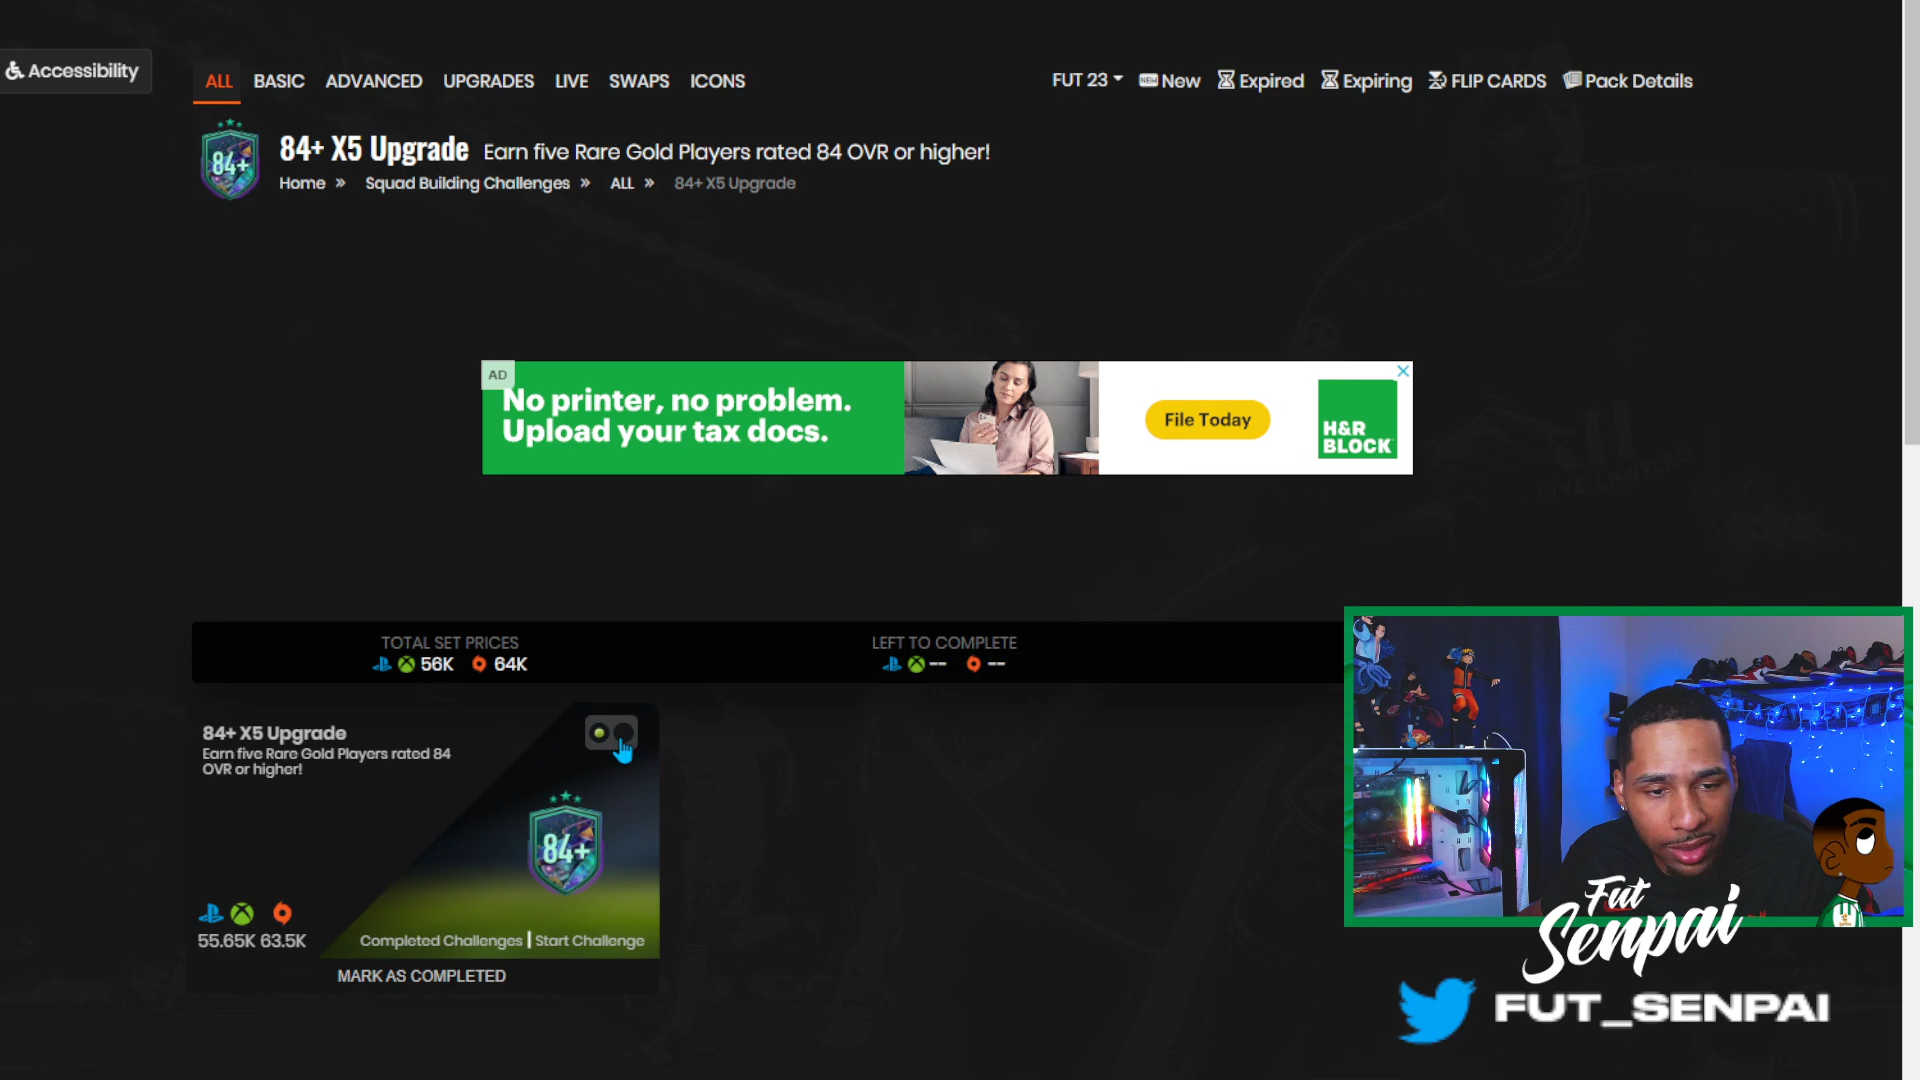 Accessibility
ALL BASIC ADVANCED UPGRADES LIVE SWAPS ICONS
FUT 23 NEW New Expired Expiring FLIP CARDS Pack Details
84+
84+ X5 Upgrade Earn five Rare Gold Players rated 84 OVR or higher!
Home » Squad Building Challenges » ALL » 84+ X5 Upgrade
AD
No printer, no problem.
Upload your tax docs.
File Today
H&R
BLOCK
TOTAL SET PRICES
56K 64K
LEFT TO COMPLETE
-- --
84+ X5 Upgrade
Earn five Rare Gold Players rated 84
OVR or higher!
84+
55.65K 63.5K
Completed Challenges | Start Challenge
MARK AS COMPLETED
Fut
Senpai
FUT_SENPAI